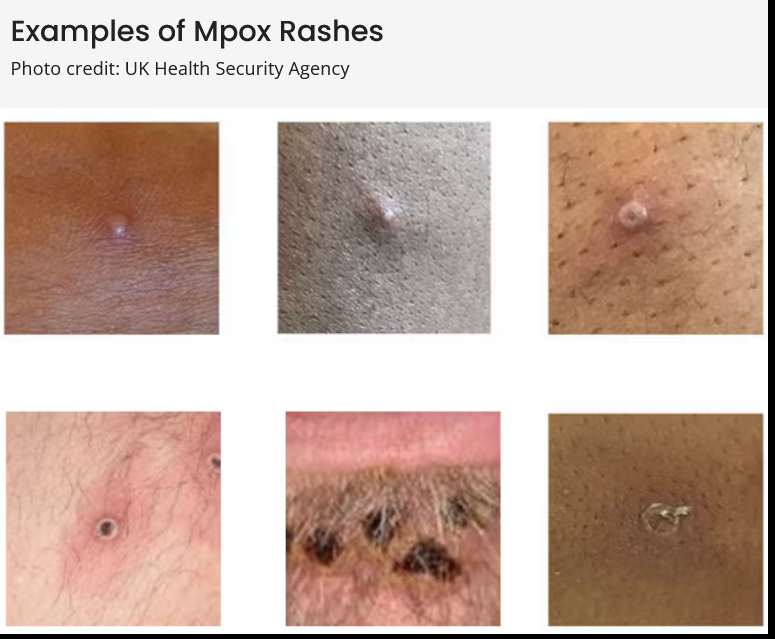 Examples of Mpox Rashes
Photo credit: UK Health Security Agency